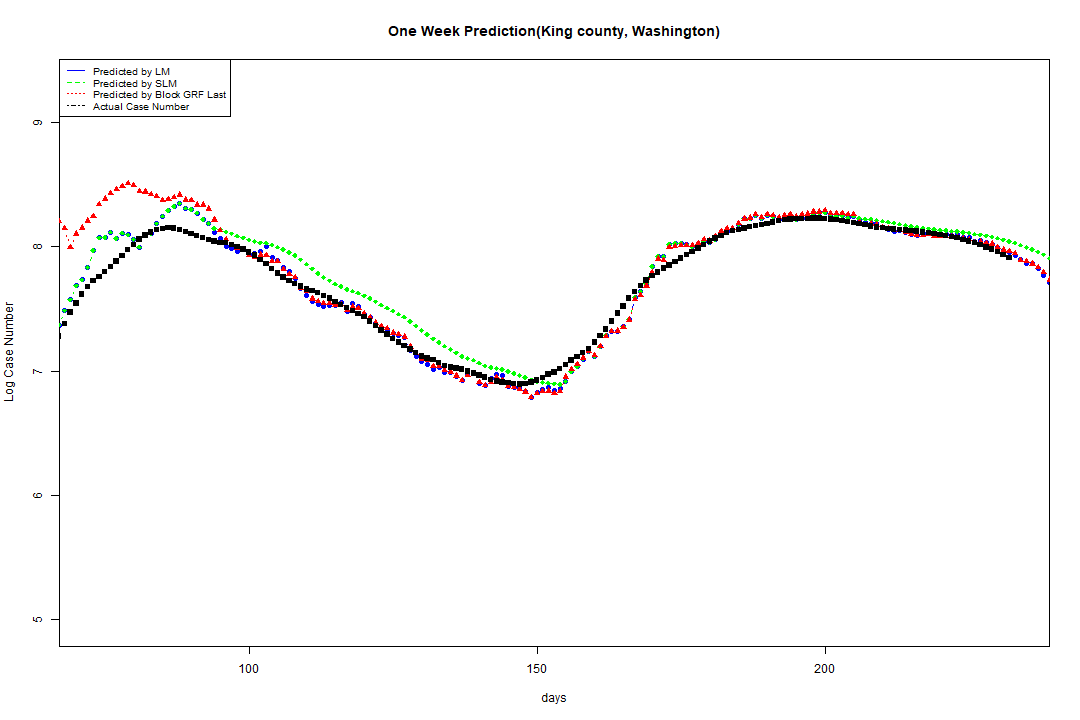 One Week Prediction(King county, Washington)
Predicted by LM
Predicted by SLM
Predicted by Block GRF Last
Actual Case Number
9
8
7
6
5
Log Case Number
100 150 200
days